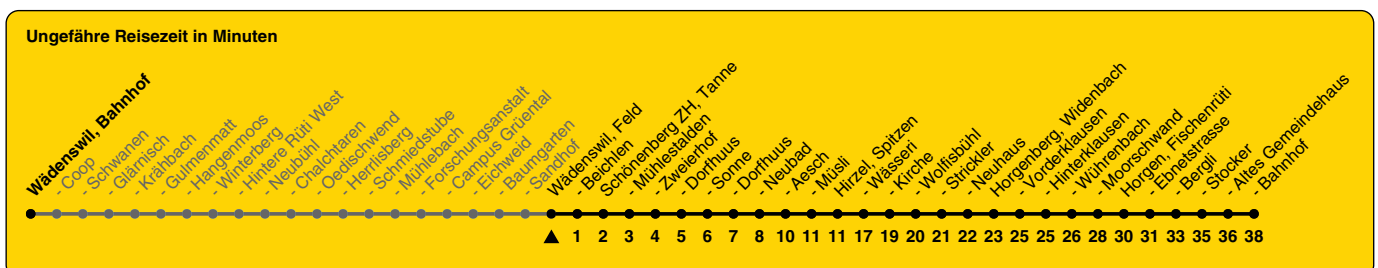 Ungefähre Reisezeit in Minuten
Wädenswil, Bahnhof
- Coop
- Schwanen
- Glärnisch
- Krähbach
- Gulmenmatt
- Hangenmoos
- Winterberg
- Hintere Rüti West
- Neubühl
- Chalchtaren
- Oedischwend
- Herrlisberg
- Schmiedstube
- Mühlebach
- Forschungsanstalt
- Campus Grüental
- Eichweid
- Baumgarten
- Sandhof
Wädenswil, Feld
- Beichlen
Schönenberg ZH, Tanne
- Mühlestalden
- Zweierhof
- Dorfhuus
- Sonne
- Dorfhuus
- Neubad
- Aesch
- Müsli
Hirzel, Spitzen
- Wässeri
- Kirche
- Wolfisbühl
- Strickler
- Neuhaus
Horgenberg, Widenbach
- Vorderklausen
- Hinterklausen
- Wührenbach
- Moorschwand
Horgen, Fischenrüti
- Ebnetstrasse
- Bergli
- Stocker
- Altes Gemeindehaus
- Bahnhof
1 2 3 4 5 6 7 8 10 11 11 17 19 20 21 22 23 25 25 26 28 30 31 33 35 36 38